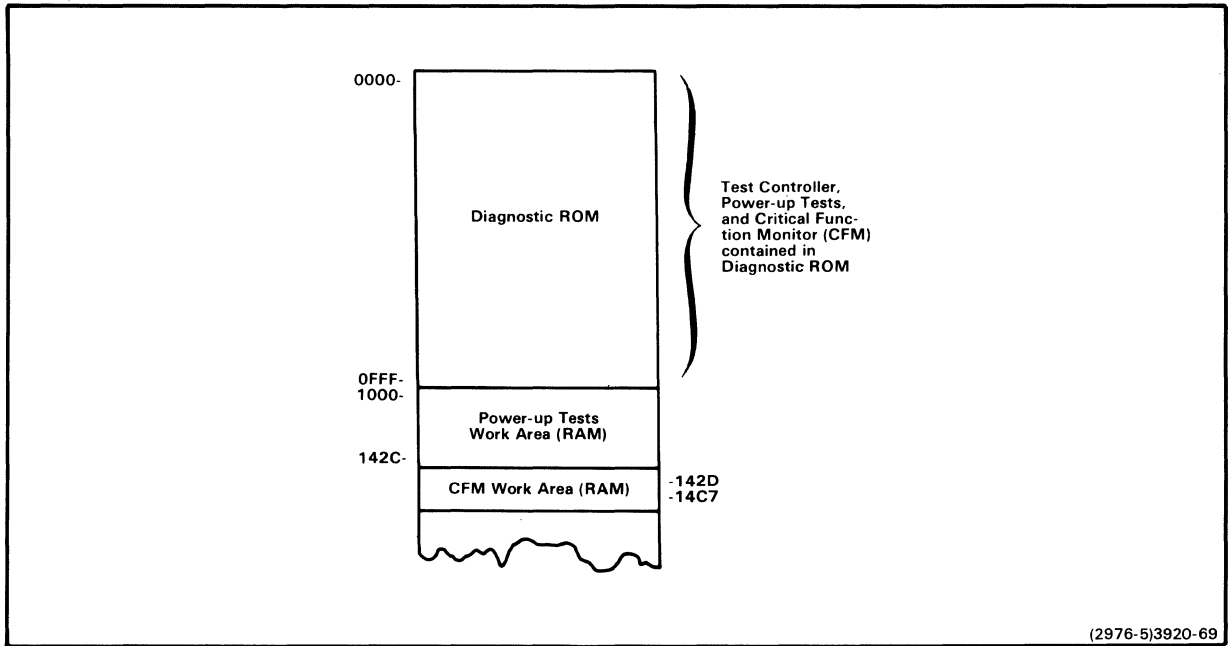 0000-
Diagnostic ROM
Test Controller,
Power-up Tests,
and Critical Func-
tion Monitor (CFM)
contained in
Diagnostic ROM
0FFF-
1000-
Power-up Tests
Work Area (RAM)
142C-
CFM Work Area (RAM)
-142D
-14C7
(2976-5)3920-69